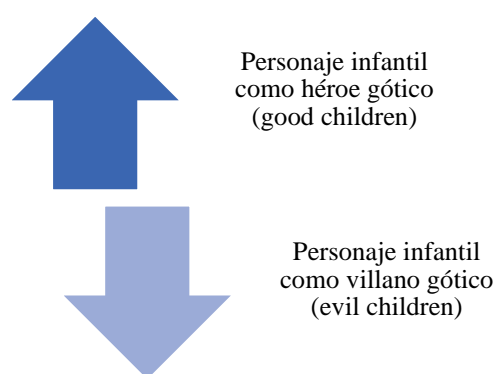 Personaje infantil
como héroe gótico
(good children)
Personaje infantil
como villano gótico
(evil children)